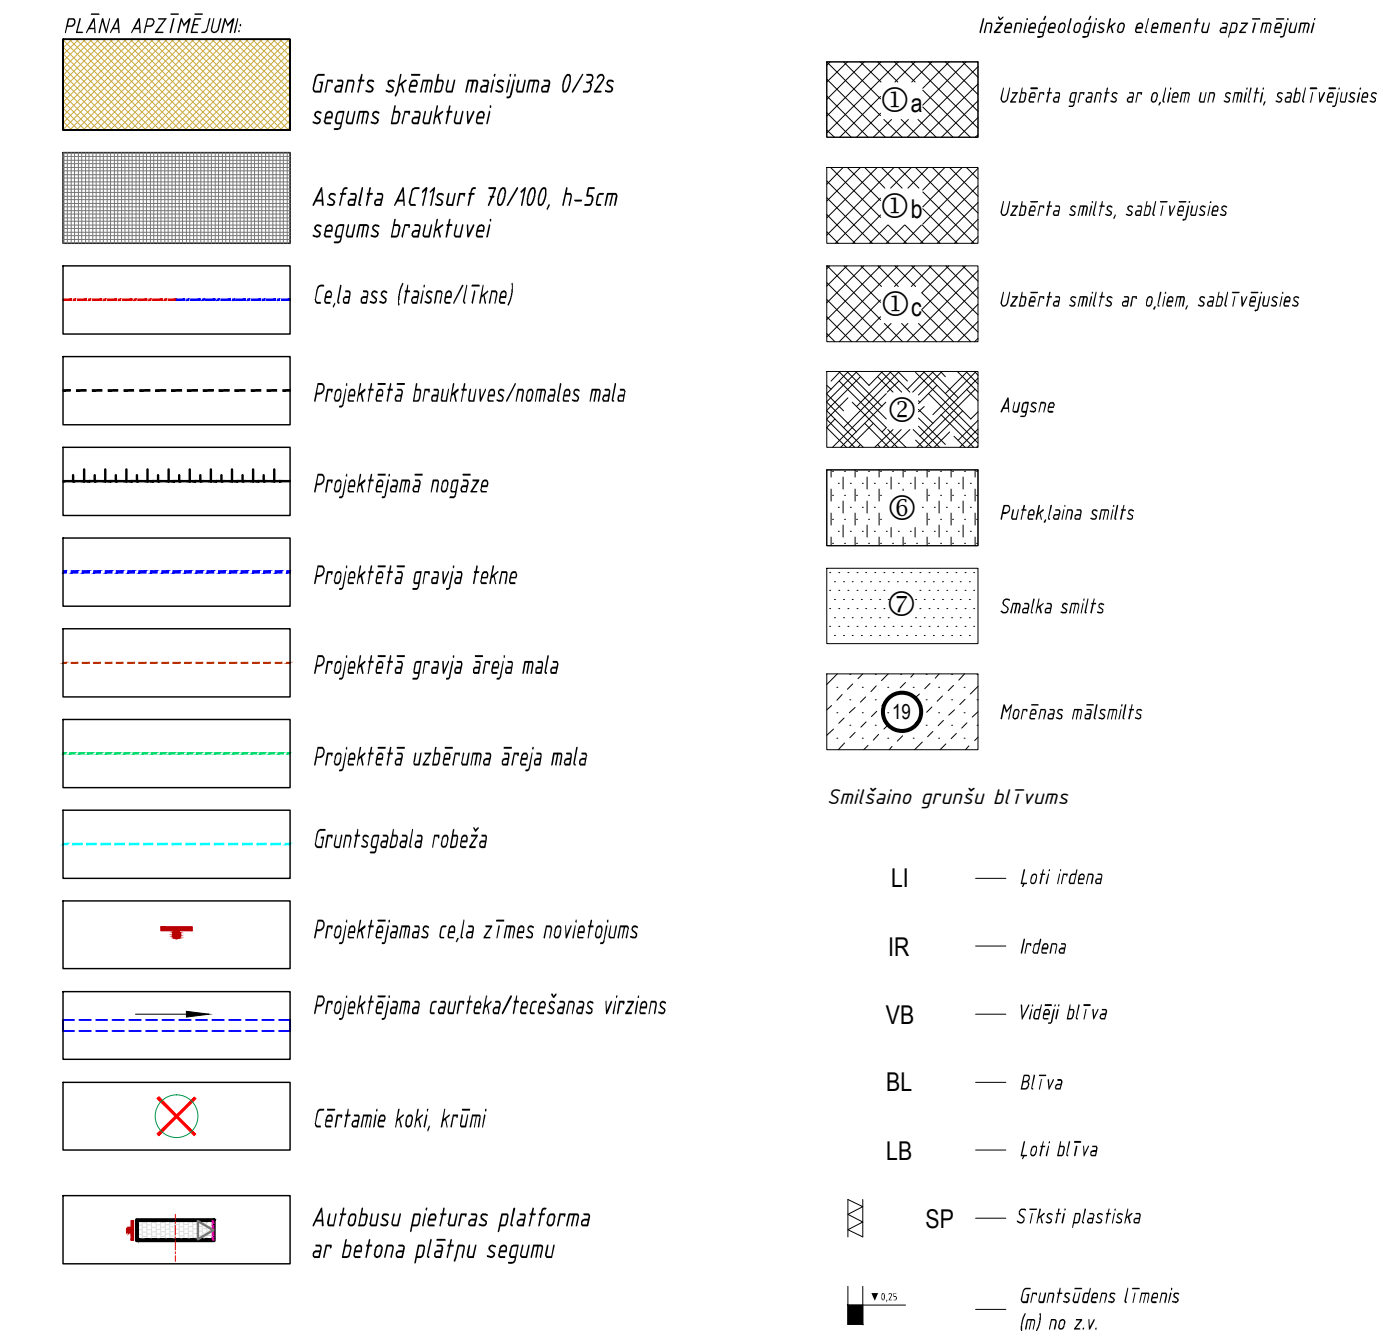 PLĀNA APZĪMĒJUMI:
Grants šķēmbu maisījuma 0/32s
segums brauktuvei
Asfalta AC11surf 70/100, h-5cm
segums brauktuvei
Ceļa ass (taisne/līkne)
Projektētā brauktuves/nomales mala
Projektējamā nogāze
Projektētā gravja tekne
Projektētā gravja āreja mala
Projektētā uzbēruma āreja mala
Gruntsgabala robeža
Projektējamas ceļa zīmes novietojums
Projektējama caurteka/tecešanas virziens
Cērtamie koki, krūmi
Autobusu pieturas platforma
ar betona plātņu segumu
Inženieģeoloģisko elementu apzīmējumi
①a
Uzbērta grants ar oļiem un smilti, sablīvējusies
①b
Uzbērta smilts, sablīvējusies
①c
Uzbērta smilts ar oļiem, sablīvējusies
②
Augsne
⑥
Putekļaina smilts
⑦
Smalka smilts
19
Morēnas mālsmilts
Smilšaino grunšu blīvums
LI — Ļoti irdena
IR — Irdena
VB — Vidēji blīva
BL — Blīva
LB — Ļoti blīva
SP — Sīksti plastiska
▼0,25 — Gruntsūdens līmenis
(m) no z.v.